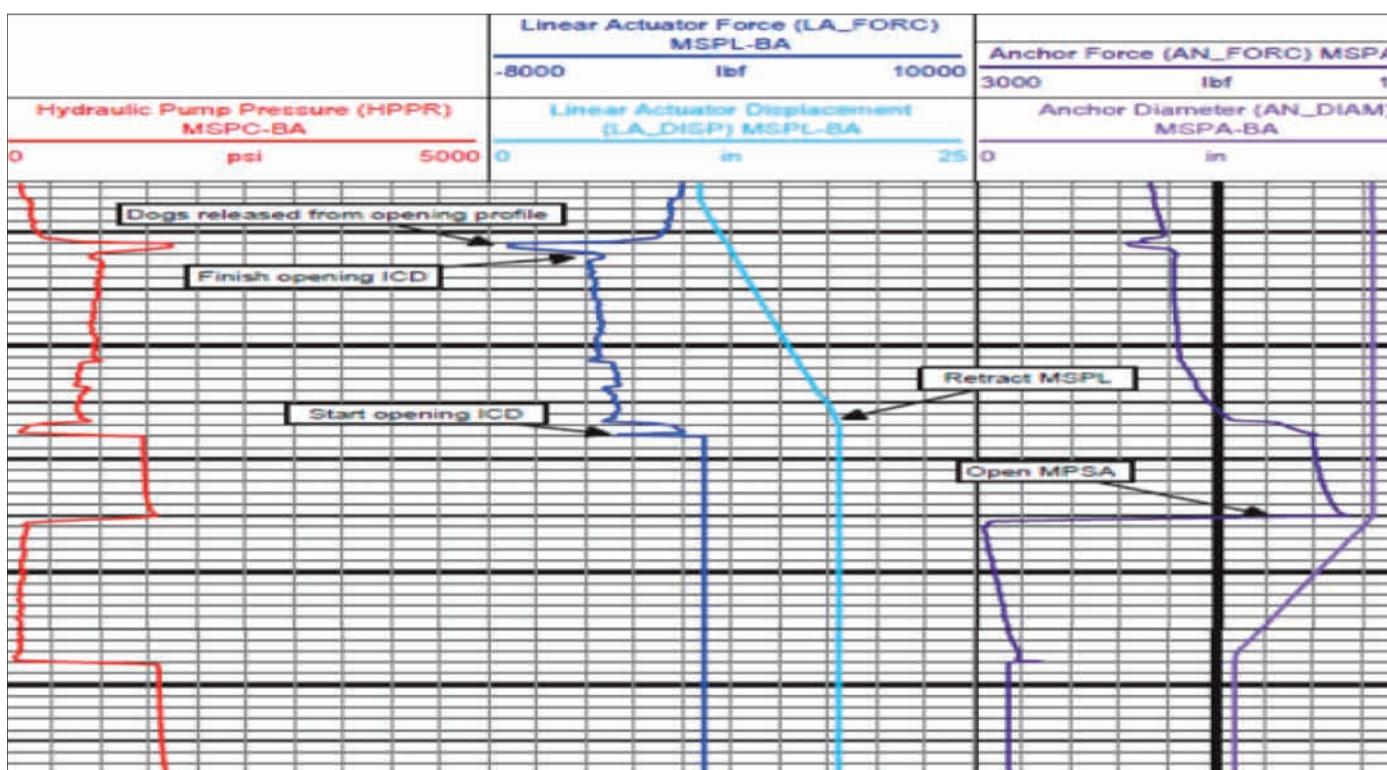 Linear Actuator Force (LA_FORC)
MSPL-BA
-8000 lbf 10000
Anchor Force (AN_FORC) MSPA
3000 lbf 1
Hydraulic Pump Pressure (HPPR)
MSPC-BA
0 psi 5000
Linear Actuator Displacement
(LA_DISP) MSPL-BA
0 in 25
Anchor Diameter (AN_DIAM)
MSPA-BA
0 in
Dogs released from opening profile
Finish opening ICD
Retract MSPL
Start opening ICD
Open MPSA